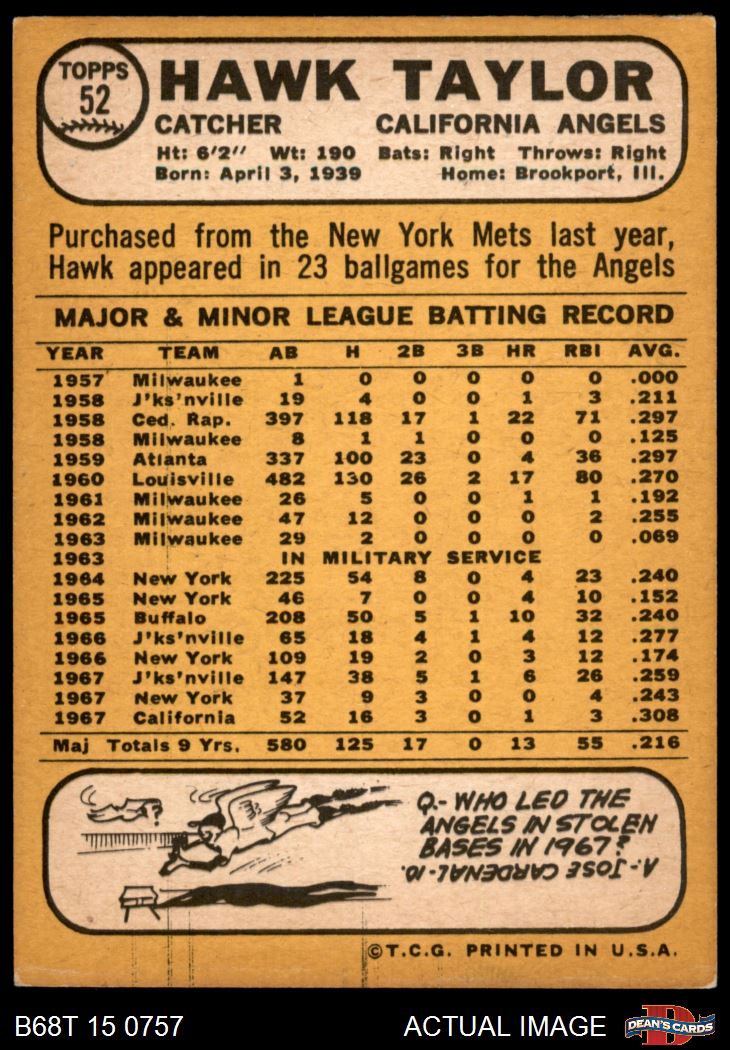 TOPPS
52
HAWK TAYLOR
CATCHER CALIFORNIA ANGELS
Ht: 6'2" Wt: 190 Bats: Right Throws: Right
Born: April 3, 1939 Home: Brookport, Ill.
Purchased from the New York Mets last year,
Hawk appeared in 23 ballgames for the Angels
MAJOR & MINOR LEAGUE BATTING RECORD
YEAR TEAM AB H 2B 3B HR RBI AVG.
1957 Milwaukee 1 0 0 0 0 0 .000
1958 J'ks'nville 19 4 0 0 1 3 .211
1958 Ced. Rap. 397 118 17 1 22 71 .297
1958 Milwaukee 8 1 1 0 0 0 .125
1959 Atlanta 337 100 23 0 4 36 .297
1960 Louisville 482 130 26 2 17 80 .270
1961 Milwaukee 26 5 0 0 1 1 .192
1962 Milwaukee 47 12 0 0 0 2 .255
1963 Milwaukee 29 2 0 0 0 0 .069
1963 IN MILITARY SERVICE
1964 New York 225 54 8 0 4 23 .240
1965 New York 46 7 0 0 4 10 .152
1965 Buffalo 208 50 5 1 10 32 .240
1966 J'ks'nville 65 18 4 1 4 12 .277
1966 New York 109 19 2 0 3 12 .174
1967 J'ks'nville 147 38 5 1 6 26 .259
1967 New York 37 9 3 0 0 4 .243
1967 California 52 16 3 0 1 3 .308
Maj Totals 9 Yrs. 580 125 17 0 13 55 .216
Q.- WHO LED THE
ANGELS IN STOLEN
BASES IN 1967?
A.- JOSE CARDENAL-10.
©T.C.G. PRINTED IN U.S.A.
B68T 15 0757 ACTUAL IMAGE
D
DEAN'S CARDS